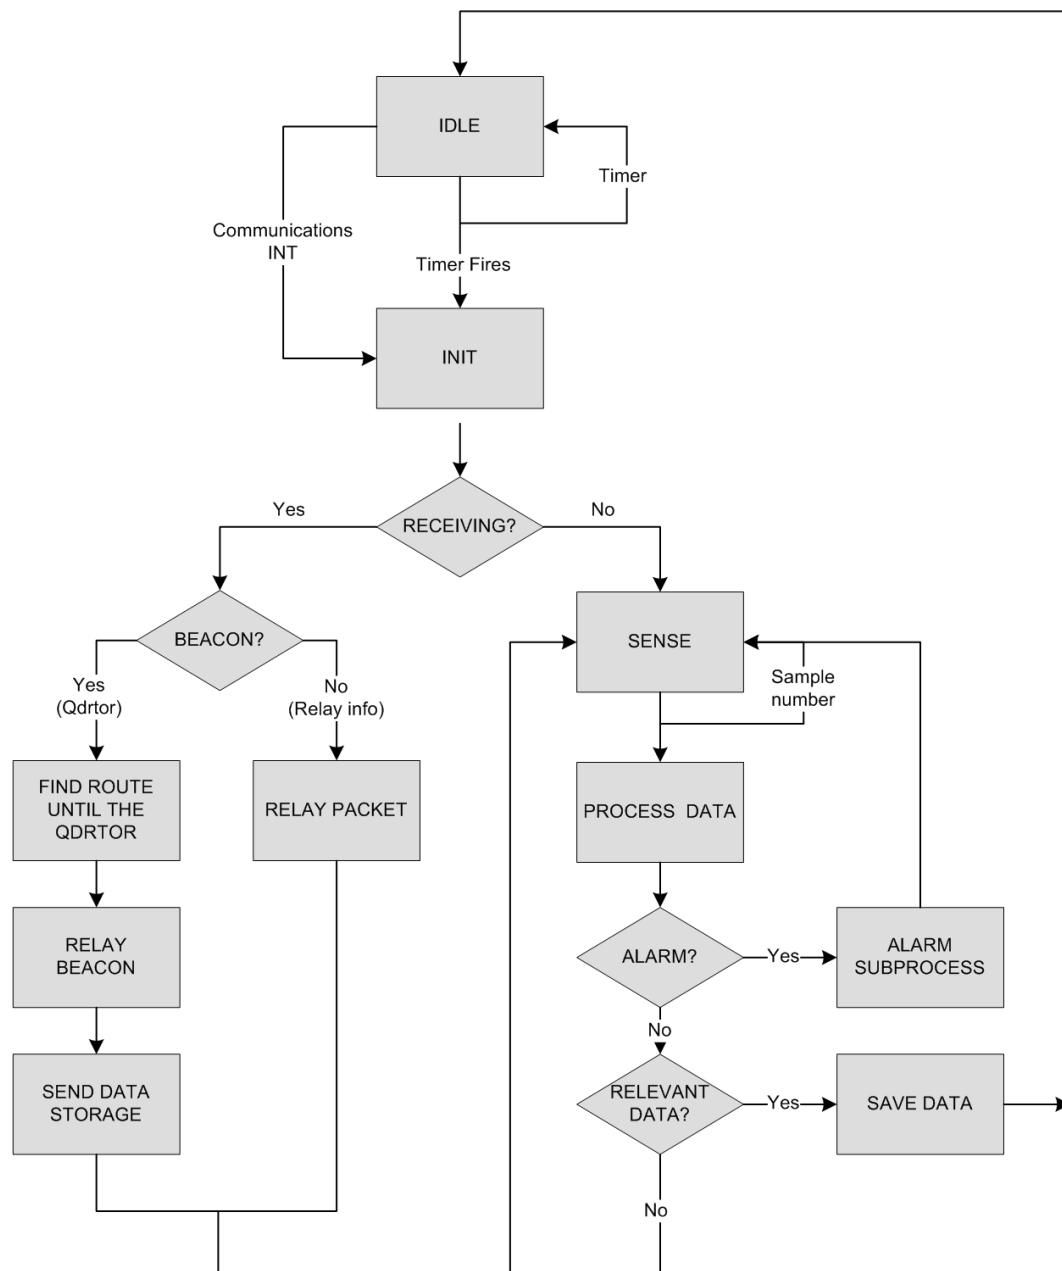 IDLE
Timer
Communications
INT
Timer Fires
INIT
Yes
RECEIVING?
No
BEACON?
SENSE
Yes
(Qdrtor)
No
(Relay info)
Sample
number
FIND ROUTE
UNTIL THE
QDRTOR
RELAY PACKET
PROCESS DATA
RELAY
BEACON
ALARM?
Yes
ALARM
SUBPROCESS
No
SEND DATA
STORAGE
RELEVANT
DATA?
Yes
SAVE DATA
No